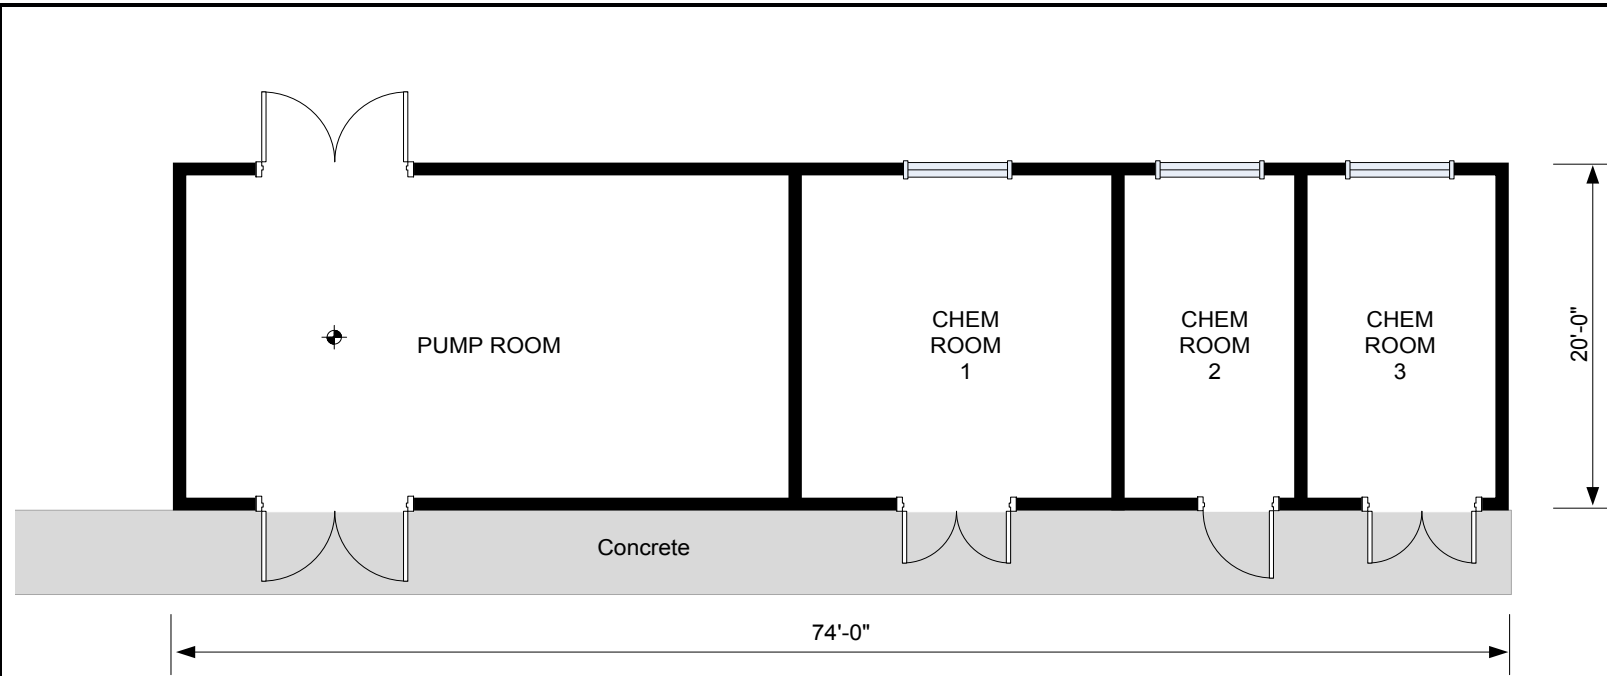 PUMP ROOM
CHEM
ROOM
1
CHEM
ROOM
2
CHEM
ROOM
3
20'-0"
Concrete
74'-0"